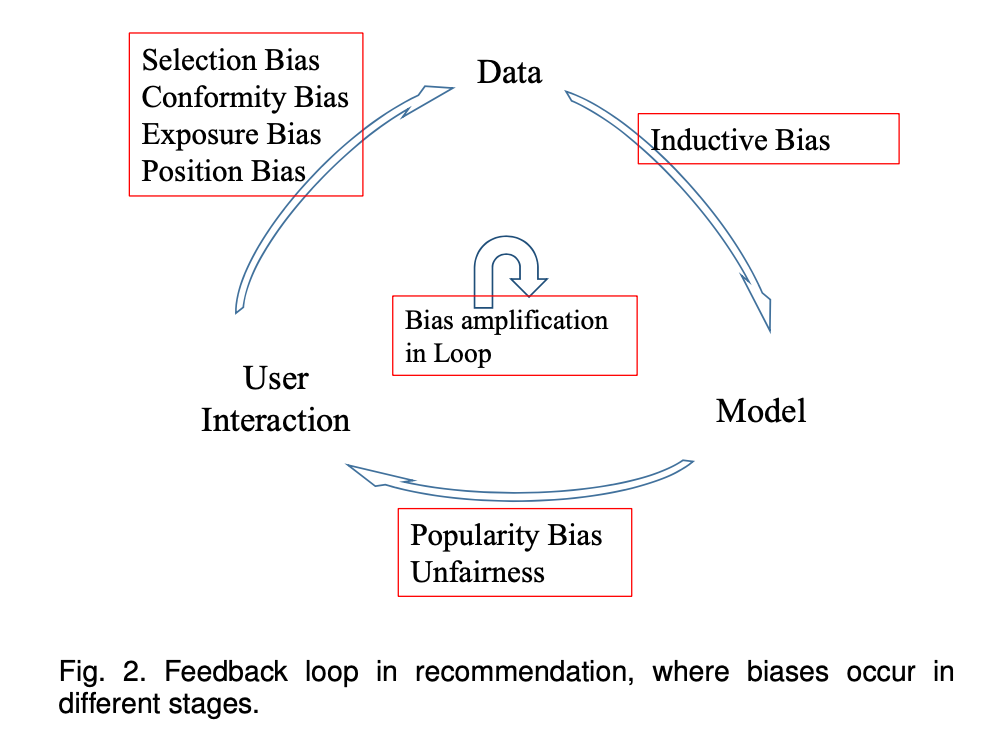 Selection Bias
Conformity Bias
Exposure Bias
Position Bias
Data
Inductive Bias
Bias amplification
in Loop
User
Interaction
Model
Popularity Bias
Unfairness
Fig. 2. Feedback loop in recommendation, where biases occur in
different stages.